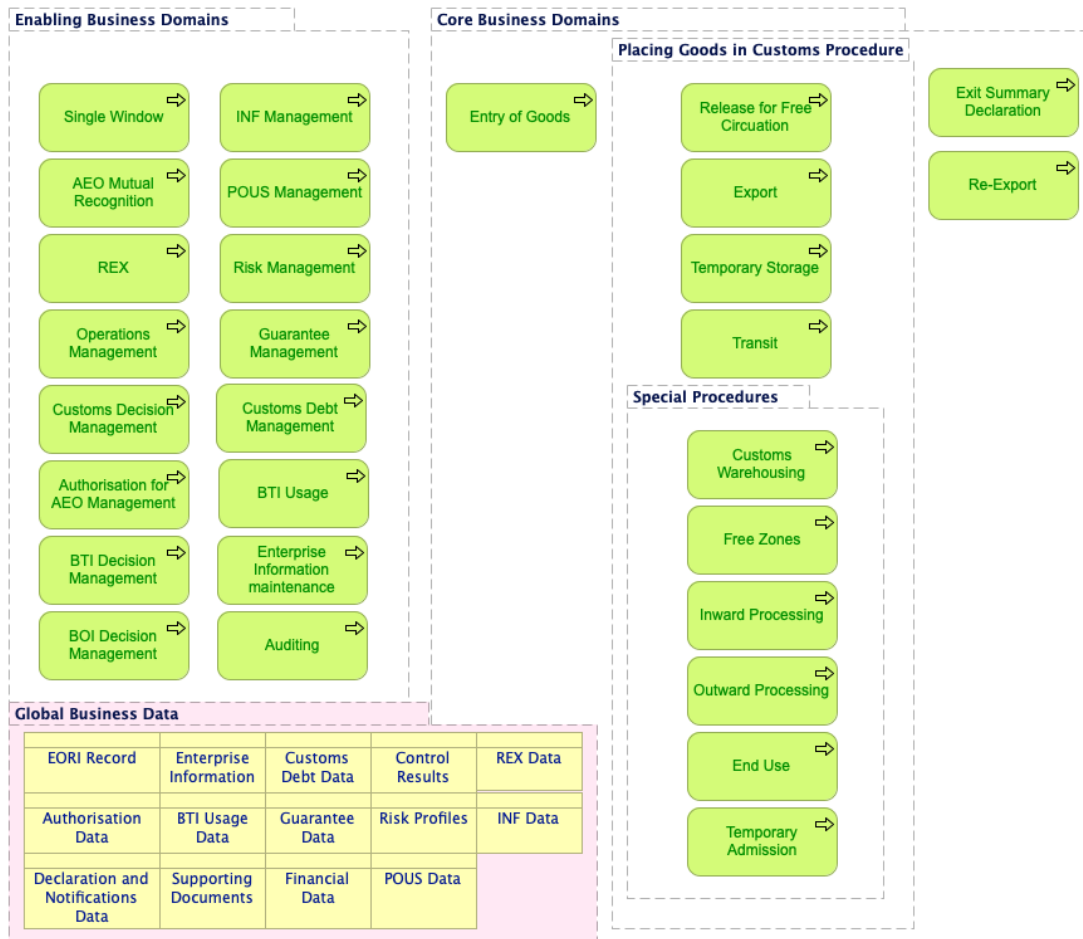 Enabling Business Domains
Single Window
INF Management
AEO Mutual
Recognition
POUS Management
REX
Risk Management
Operations
Management
Guarantee
Management
Customs Decision
Management
Customs Debt
Management
Authorisation for
AEO Management
BTI Usage
BTI Decision
Management
Enterprise
Information
maintenance
BOI Decision
Management
Auditing
Core Business Domains
Entry of Goods
Placing Goods in Customs Procedure
Release for Free
Circuation
Export
Temporary Storage
Transit
Special Procedures
Customs
Warehousing
Free Zones
Inward Processing
Outward Processing
End Use
Temporary
Admission
Exit Summary
Declaration
Re-Export
Global Business Data
EORI Record
Enterprise
Information
Customs
Debt Data
Control
Results
REX Data
Authorisation
Data
BTI Usage
Data
Guarantee
Data
Risk Profiles
INF Data
Declaration and
Notifications
Data
Supporting
Documents
Financial
Data
POUS Data